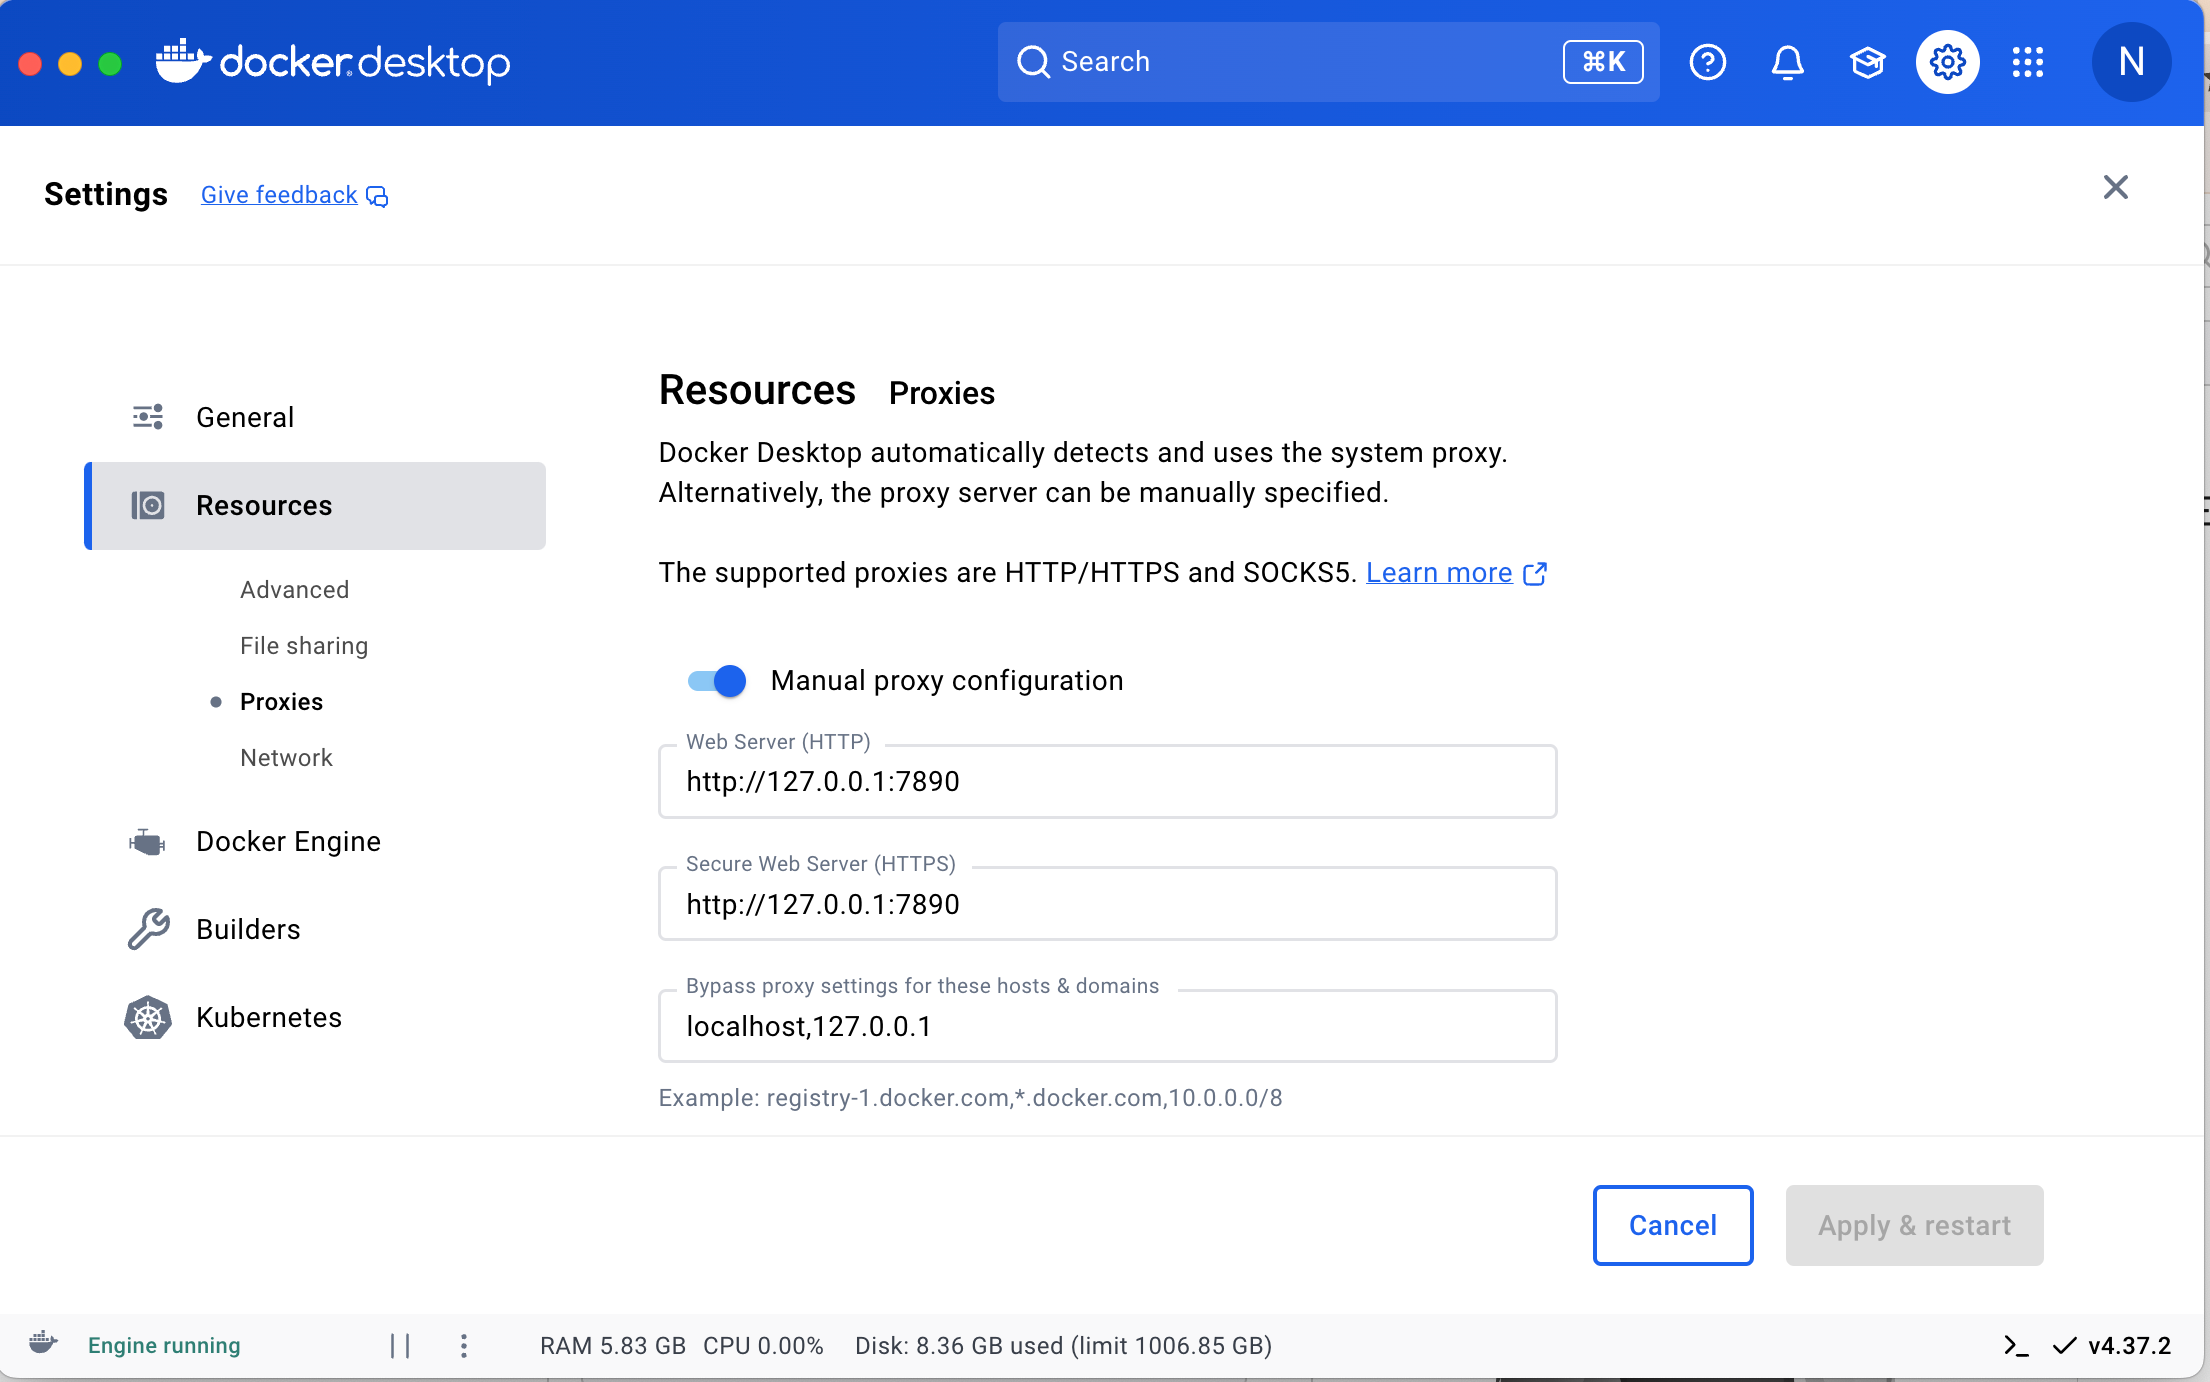 docker desktop
Search
⌘K
N
Settings
Give feedback
General
Resources
Advanced
File sharing
Proxies
Network
Docker Engine
Builders
Kubernetes
Resources Proxies
Docker Desktop automatically detects and uses the system proxy.
Alternatively, the proxy server can be manually specified.
The supported proxies are HTTP/HTTPS and SOCKS5. Learn more
Manual proxy configuration
Web Server (HTTP)
http://127.0.0.1:7890
Secure Web Server (HTTPS)
http://127.0.0.1:7890
Bypass proxy settings for these hosts & domains
localhost,127.0.0.1
Example: registry-1.docker.com,*.docker.com,10.0.0.0/8
Cancel
Apply & restart
Engine running
RAM 5.83 GB CPU 0.00% Disk: 8.36 GB used (limit 1006.85 GB)
v4.37.2